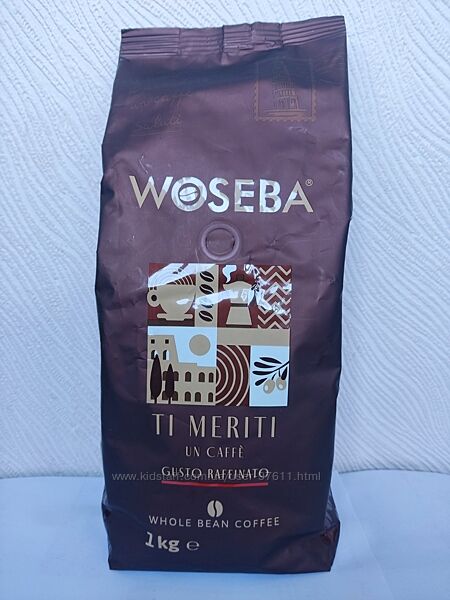 WOSEBA®
TI MERITI
UN CAFFÈ
GUSTO RAFFINATO
WHOLE BEAN COFFEE
1kg e